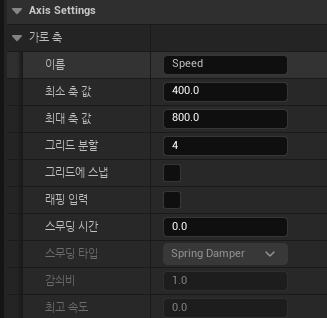 Axis Settings
가로 축
이름 Speed
최소 축 값 400.0
최대 축 값 800.0
그리드 분할 4
그리드에 스냅
래핑 입력
스무딩 시간 0.0
스무딩 타입 Spring Damper
감쇠비 1.0
최고 속도 0.0